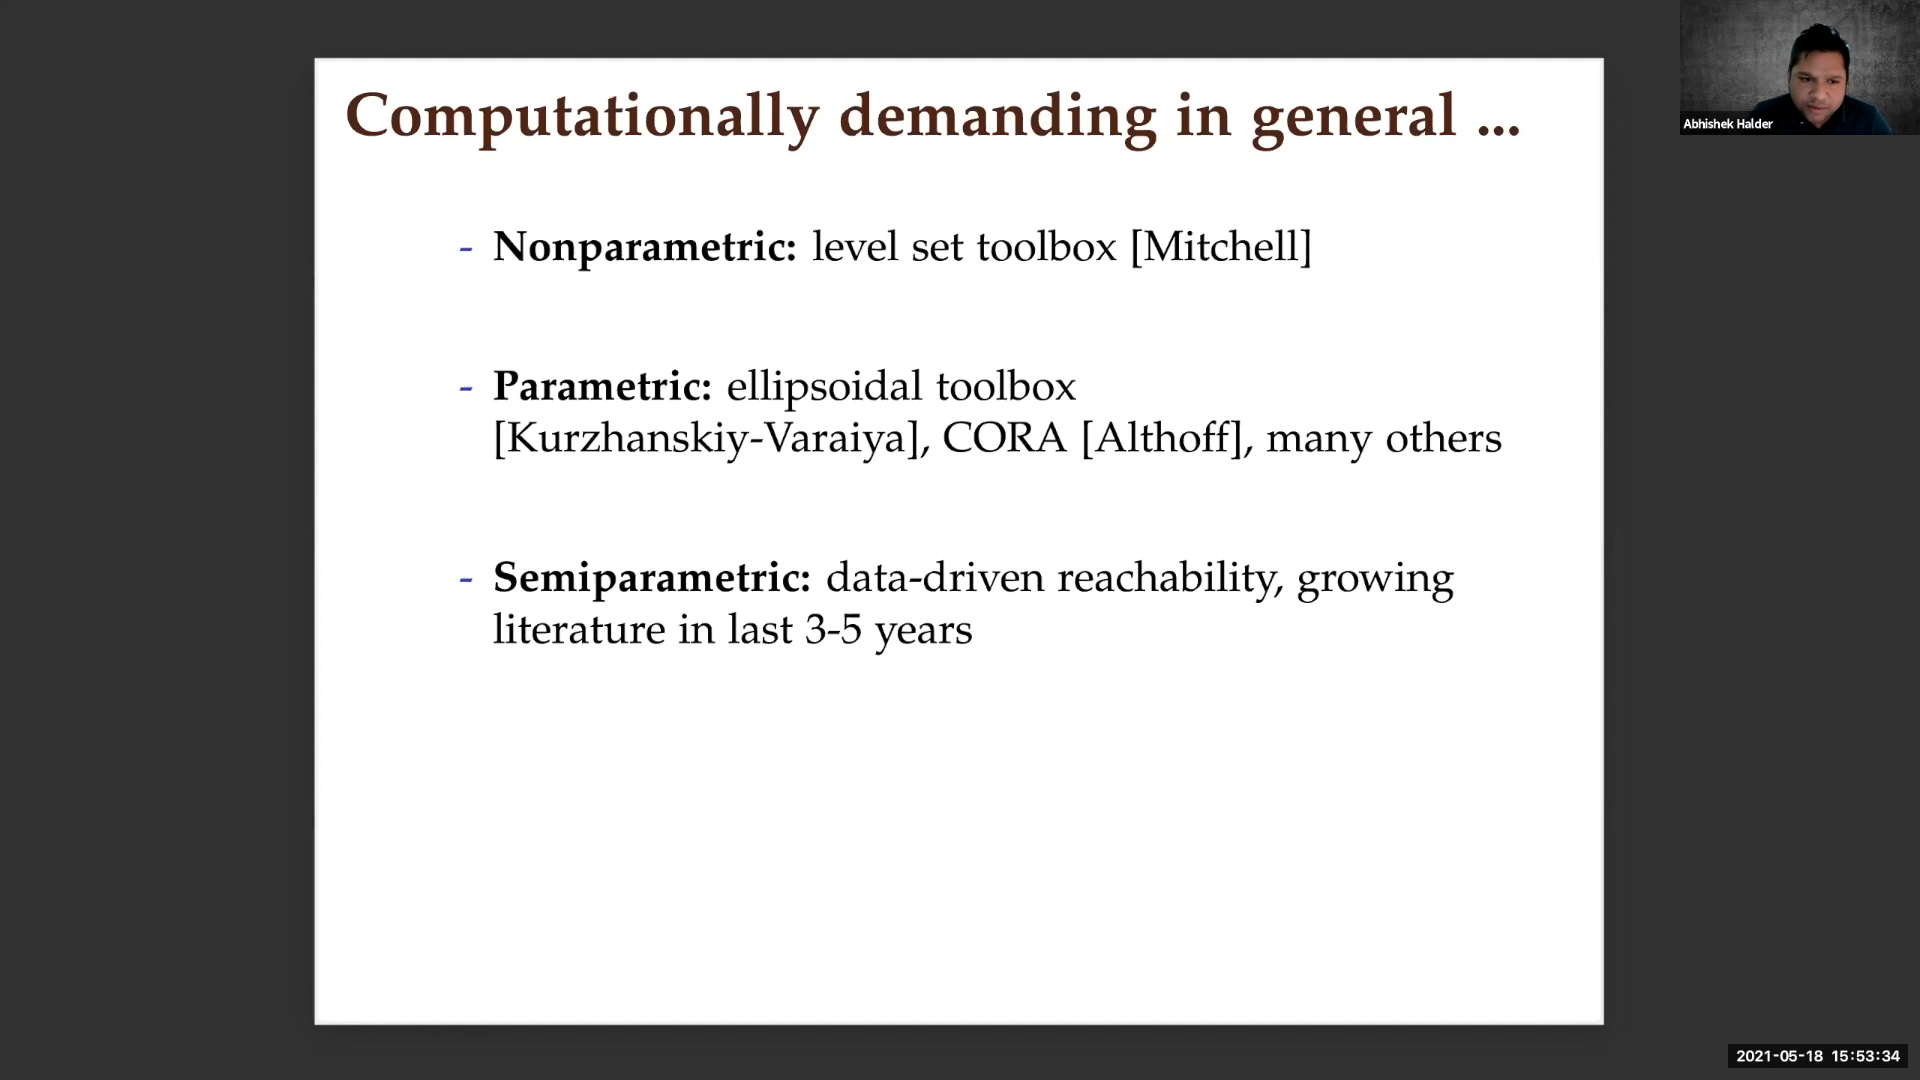 Computationally demanding in general ...
- Nonparametric: level set toolbox [Mitchell]
- Parametric: ellipsoidal toolbox
[Kurzhanskiy-Varaiya], CORA [Althoff], many others
- Semiparametric: data-driven reachability, growing
literature in last 3-5 years
Abhishek Halder
2021-05-18 15:53:34